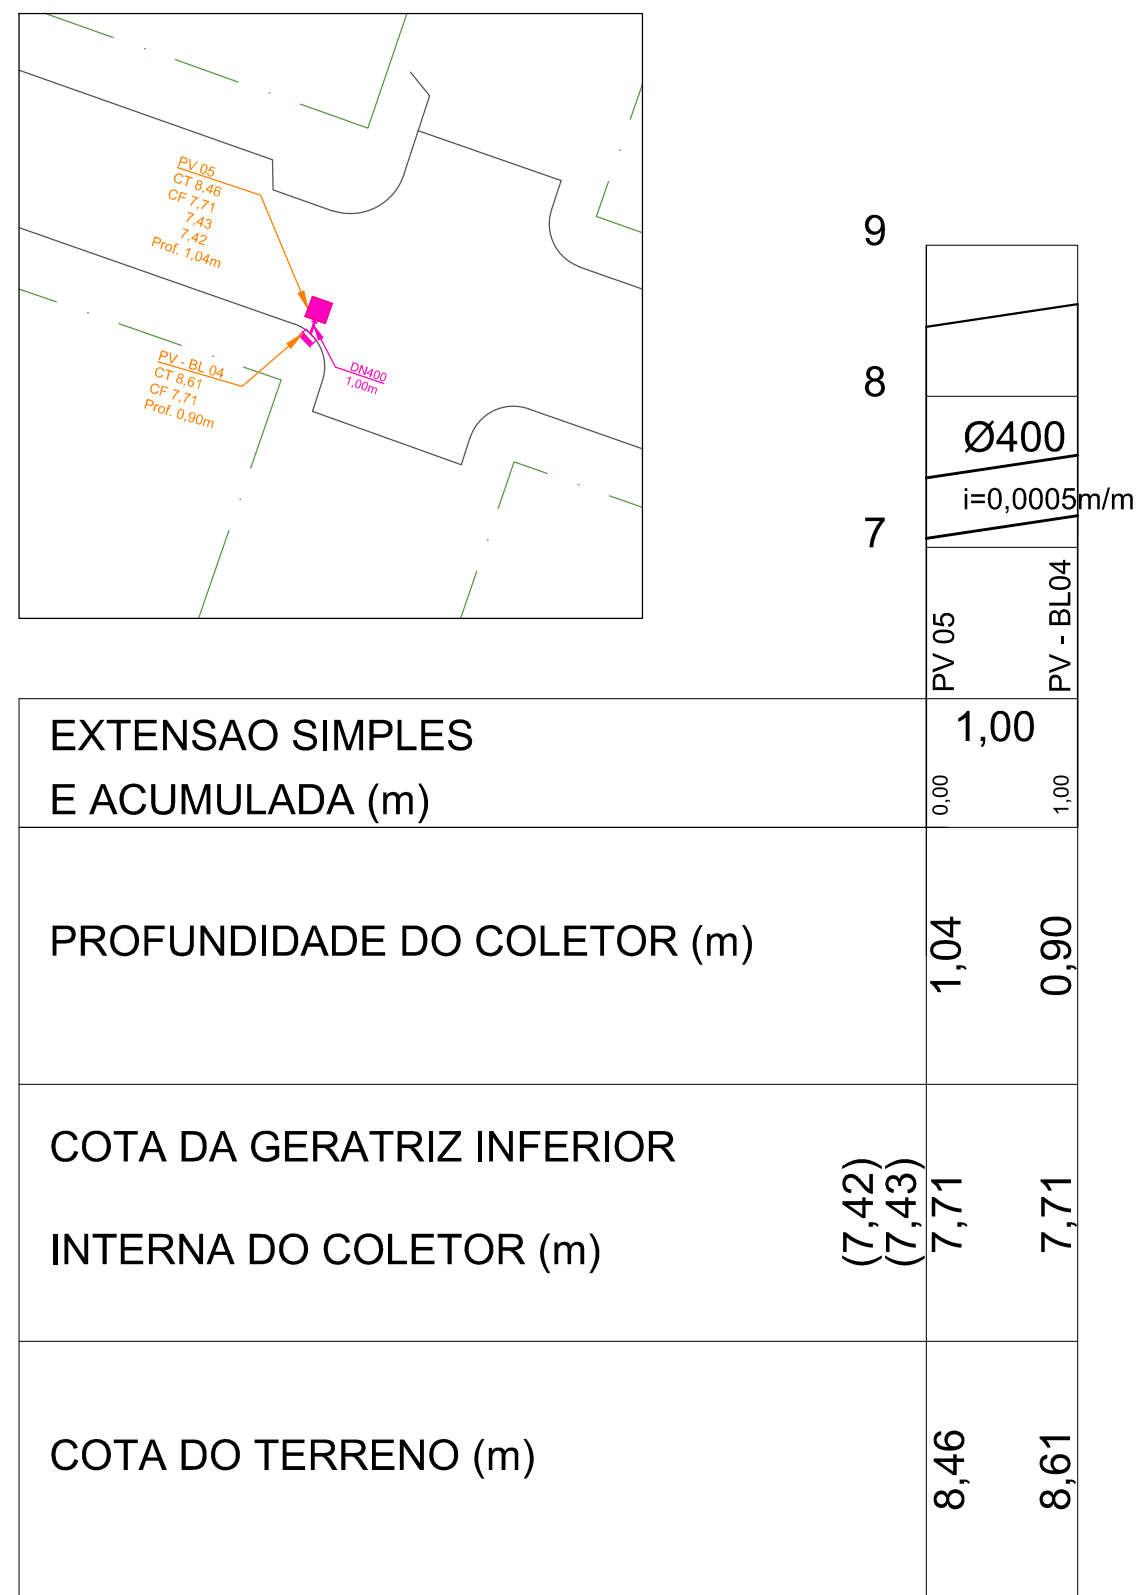 PV 05
CT 8,46
CF 7,71
7,43
7,42
Prof. 1,04m
PV - BL 04
CT 8,61
CF 7,71
Prof. 0,90m
DN400
1,00m
9
8
7
Ø400
i=0,0005m/m
PV 05
PV - BL04
EXTENSAO SIMPLES
E ACUMULADA (m)
1,00
0,00
1,00
PROFUNDIDADE DO COLETOR (m)
1,04
0,90
COTA DA GERATRIZ INFERIOR
INTERNA DO COLETOR (m)
(7,42)
(7,43)
7,71
7,71
COTA DO TERRENO (m)
8,46
8,61